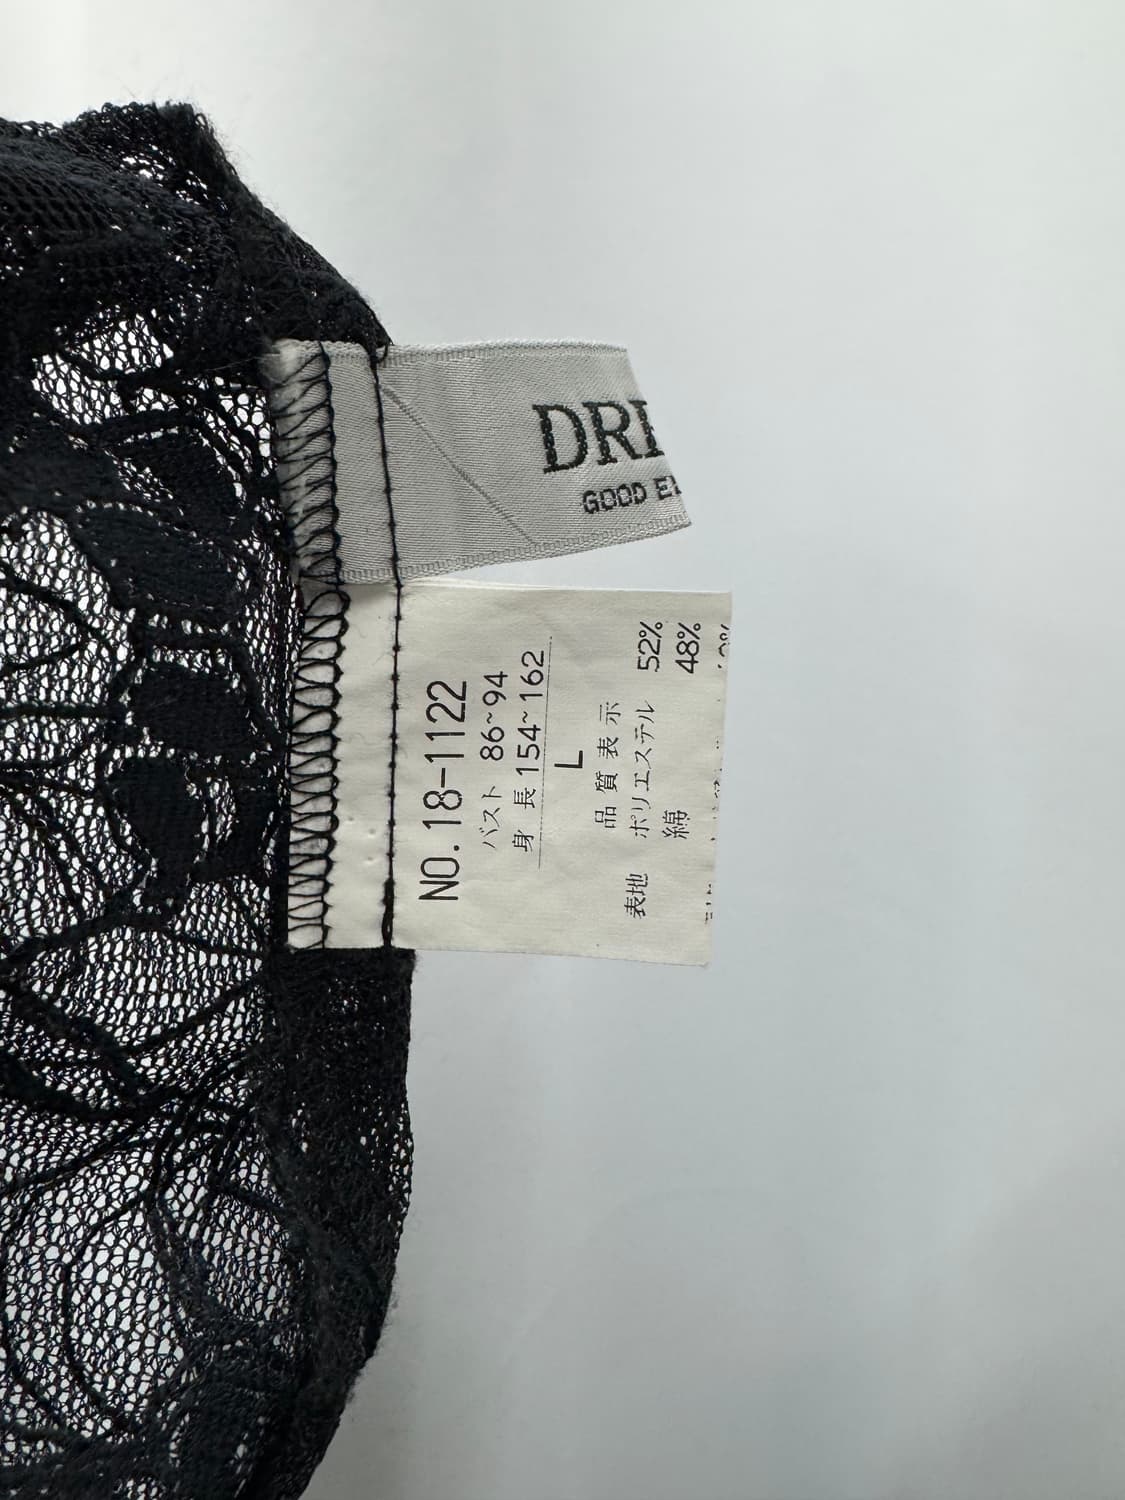 DR
GOOD E
NO.18-1122
バスト 86~94
身長 154~162
L
品質表示
表地 ポリエステル 52%
綿 48%